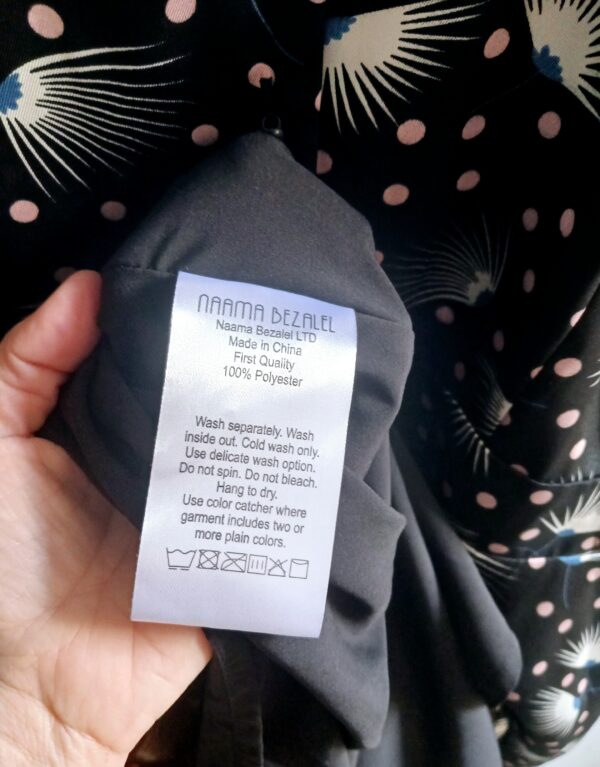 NAAMA BEZALEL
Naama Bezalel LTD
Made in China
First Quality
100% Polyester
Wash separately. Wash
inside out. Cold wash only.
Use delicate wash option.
Do not spin. Do not bleach.
Hang to dry.
Use color catcher where
garment includes two or
more plain colors.